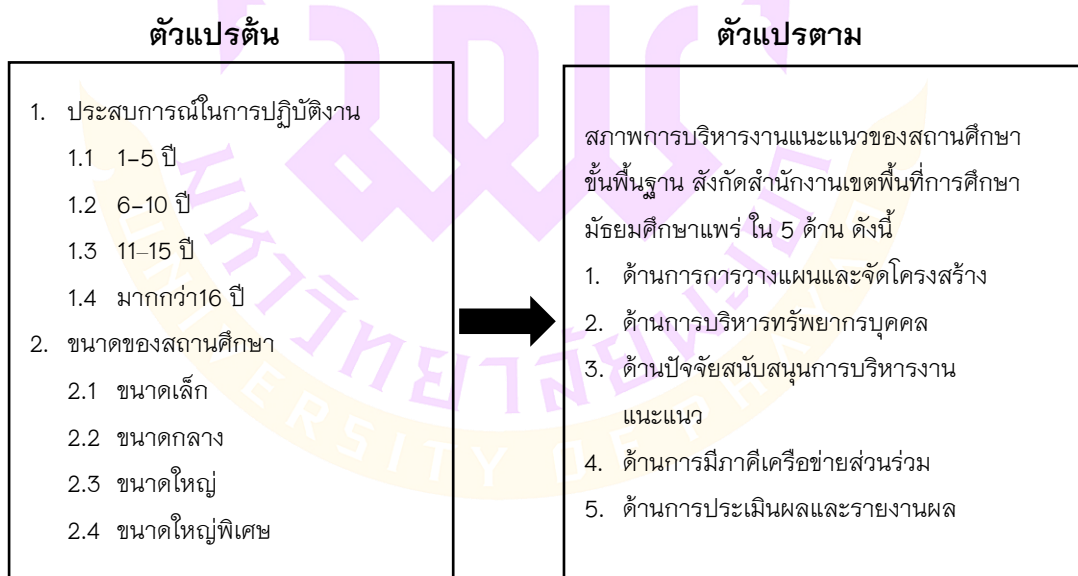 ตัวแปรต้น
1. ประสบการณ์ในการปฏิบัติงาน
1.1 1-5 ปี
1.2 6-10 ปี
1.3 11–15 ปี
1.4 มากกว่า16 ปี
2. ขนาดของสถานศึกษา
2.1 ขนาดเล็ก
2.2 ขนาดกลาง
2.3 ขนาดใหญ่
2.4 ขนาดใหญ่พิเศษ
ตัวแปรตาม
สภาพการบริหารงานแนะแนวของสถานศึกษา
ขั้นพื้นฐาน สังกัดสำนักงานเขตพื้นที่การศึกษา
มัธยมศึกษาแพร่ ใน 5 ด้าน ดังนี้
1. ด้านการการวางแผนและจัดโครงสร้าง
2. ด้านการบริหารทรัพยากรบุคคล
3. ด้านปัจจัยสนับสนุนการบริหารงาน
แนะแนว
4. ด้านการมีภาคีเครือข่ายส่วนร่วม
5. ด้านการประเมินผลและรายงานผล
มหาวิทยาลัยพะเยา